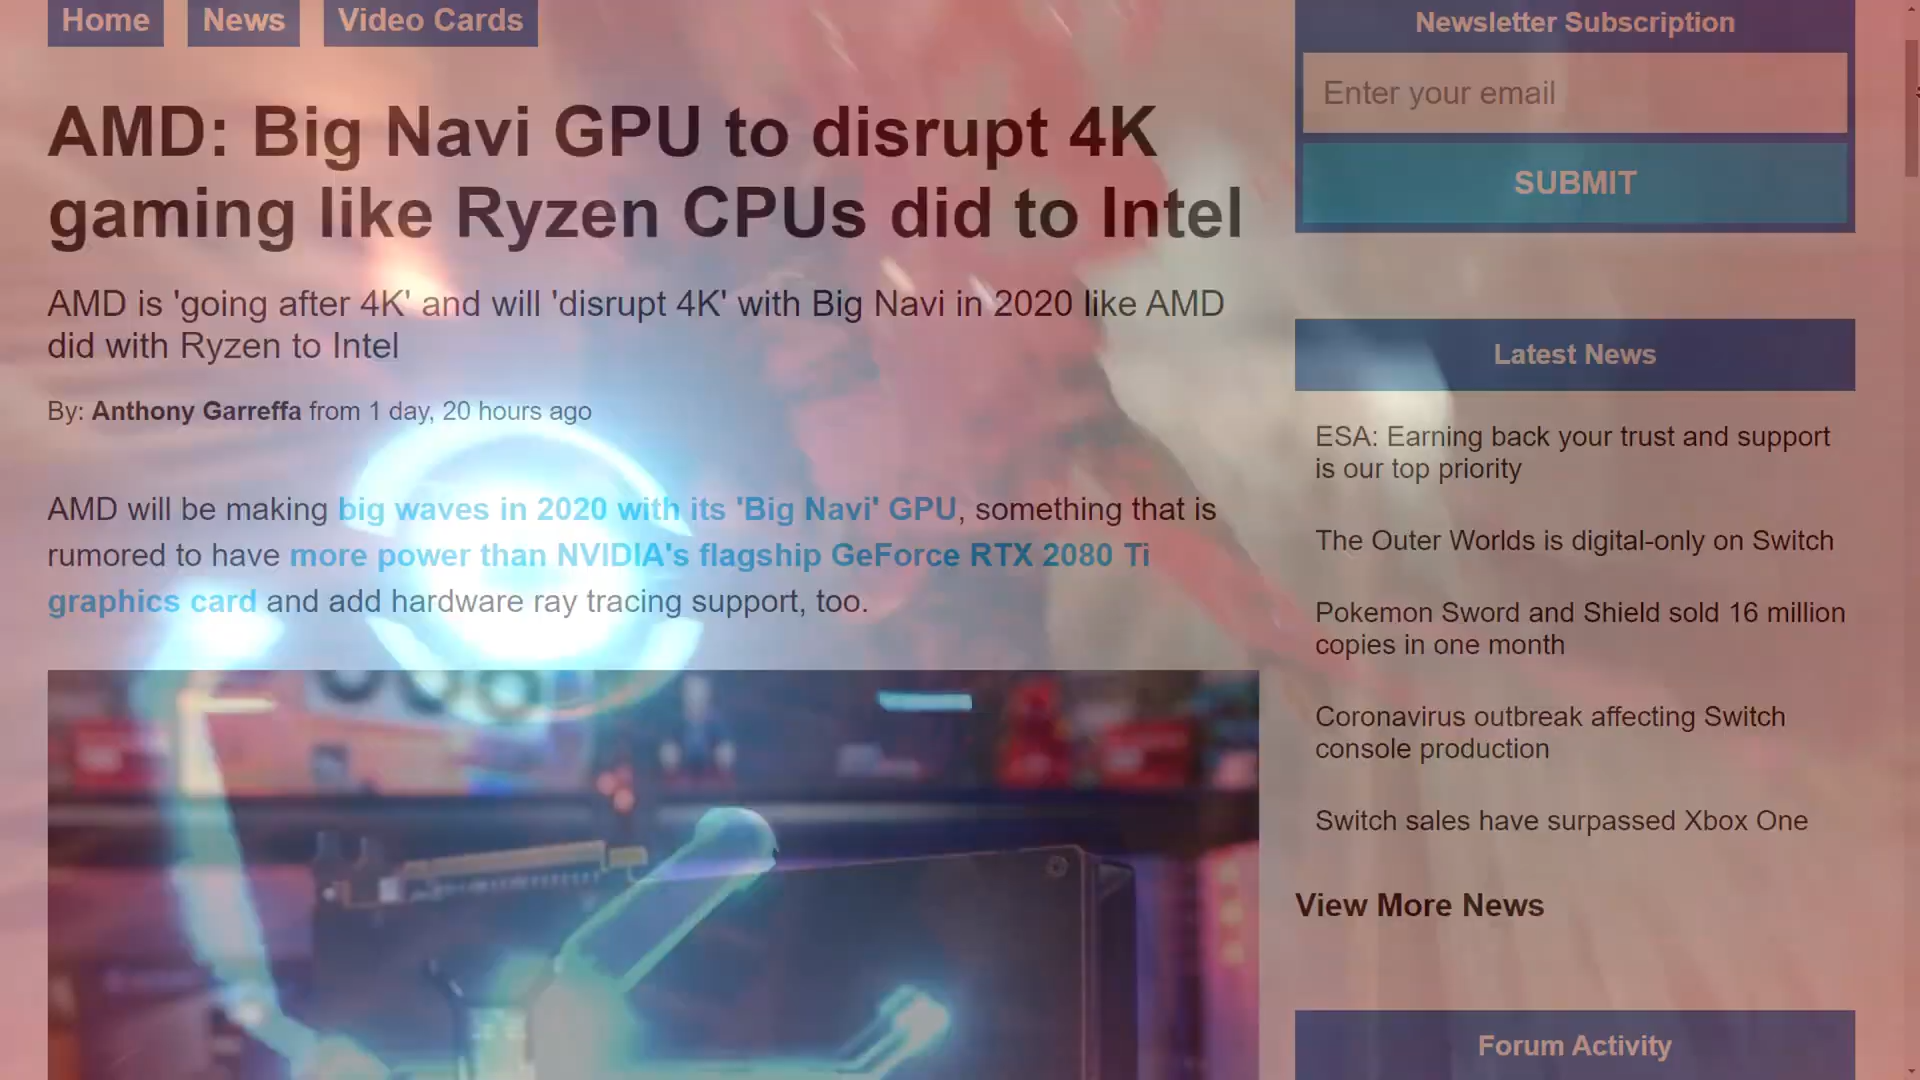 Home News Video Cards
AMD: Big Navi GPU to disrupt 4K
gaming like Ryzen CPUs did to Intel
AMD is 'going after 4K' and will 'disrupt 4K' with Big Navi in 2020 like AMD
did with Ryzen to Intel
By: Anthony Garreffa from 1 day, 20 hours ago
AMD will be making big waves in 2020 with its 'Big Navi' GPU, something that is
rumored to have more power than NVIDIA's flagship GeForce RTX 2080 Ti
graphics card and add hardware ray tracing support, too.
Newsletter Subscription
Enter your email
SUBMIT
Latest News
ESA: Earning back your trust and support
is our top priority
The Outer Worlds is digital-only on Switch
Pokemon Sword and Shield sold 16 million
copies in one month
Coronavirus outbreak affecting Switch
console production
Switch sales have surpassed Xbox One
View More News
Forum Activity